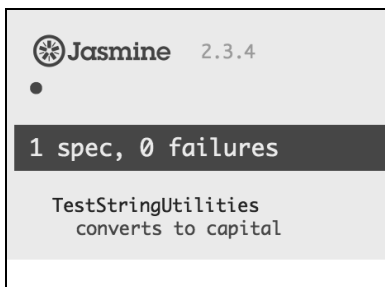 Jasmine 2.3.4
1 spec, 0 failures
TestStringUtilities
converts to capital